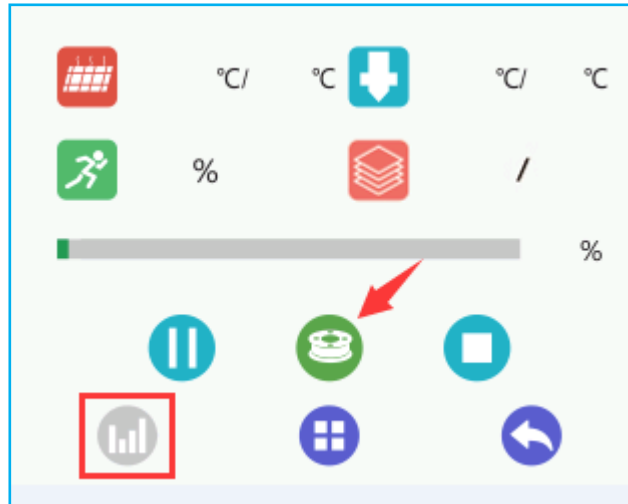 ℃/ ℃ ℃/ ℃
% /
%